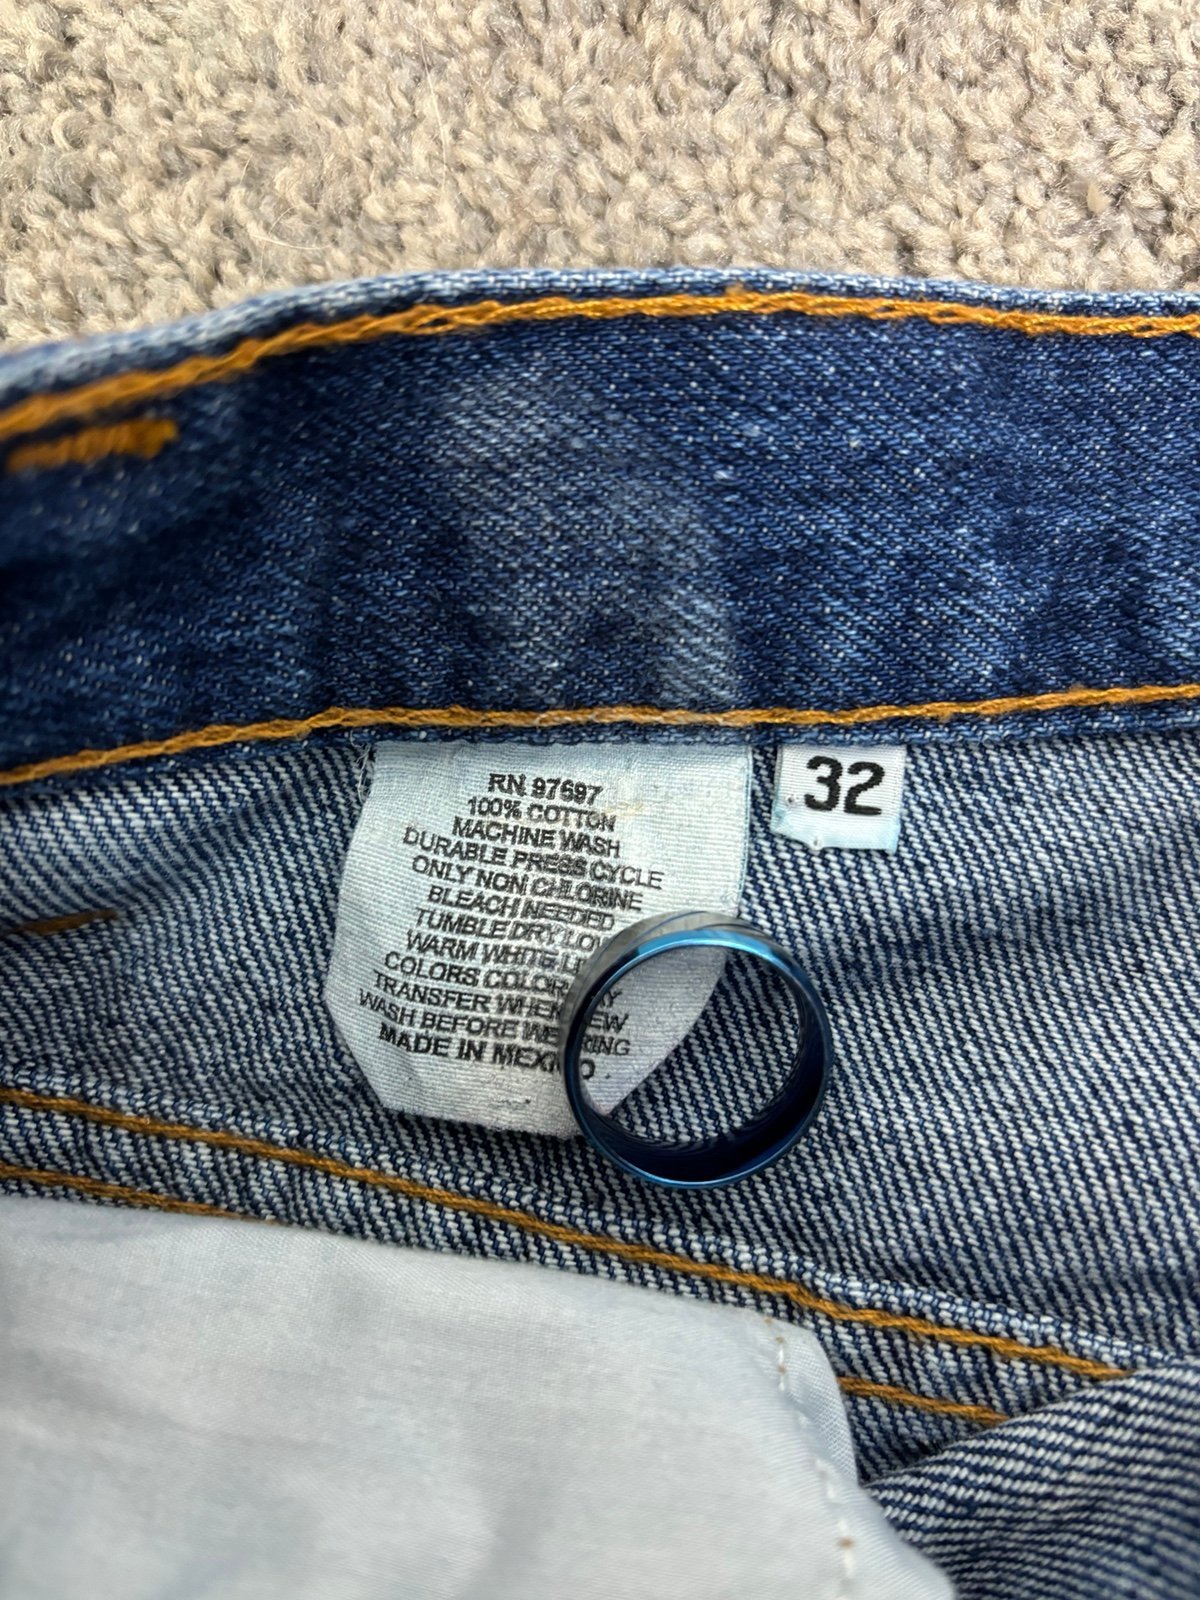 RN 97697
100% COTTON
MACHINE WASH
DURABLE PRESS CYCLE
ONLY NON CHLORINE
BLEACH NEEDED
TUMBLE DRY
WARM WHITE
COLORS
TRANSFER WHEN
WASH BEFORE
MADE IN
32